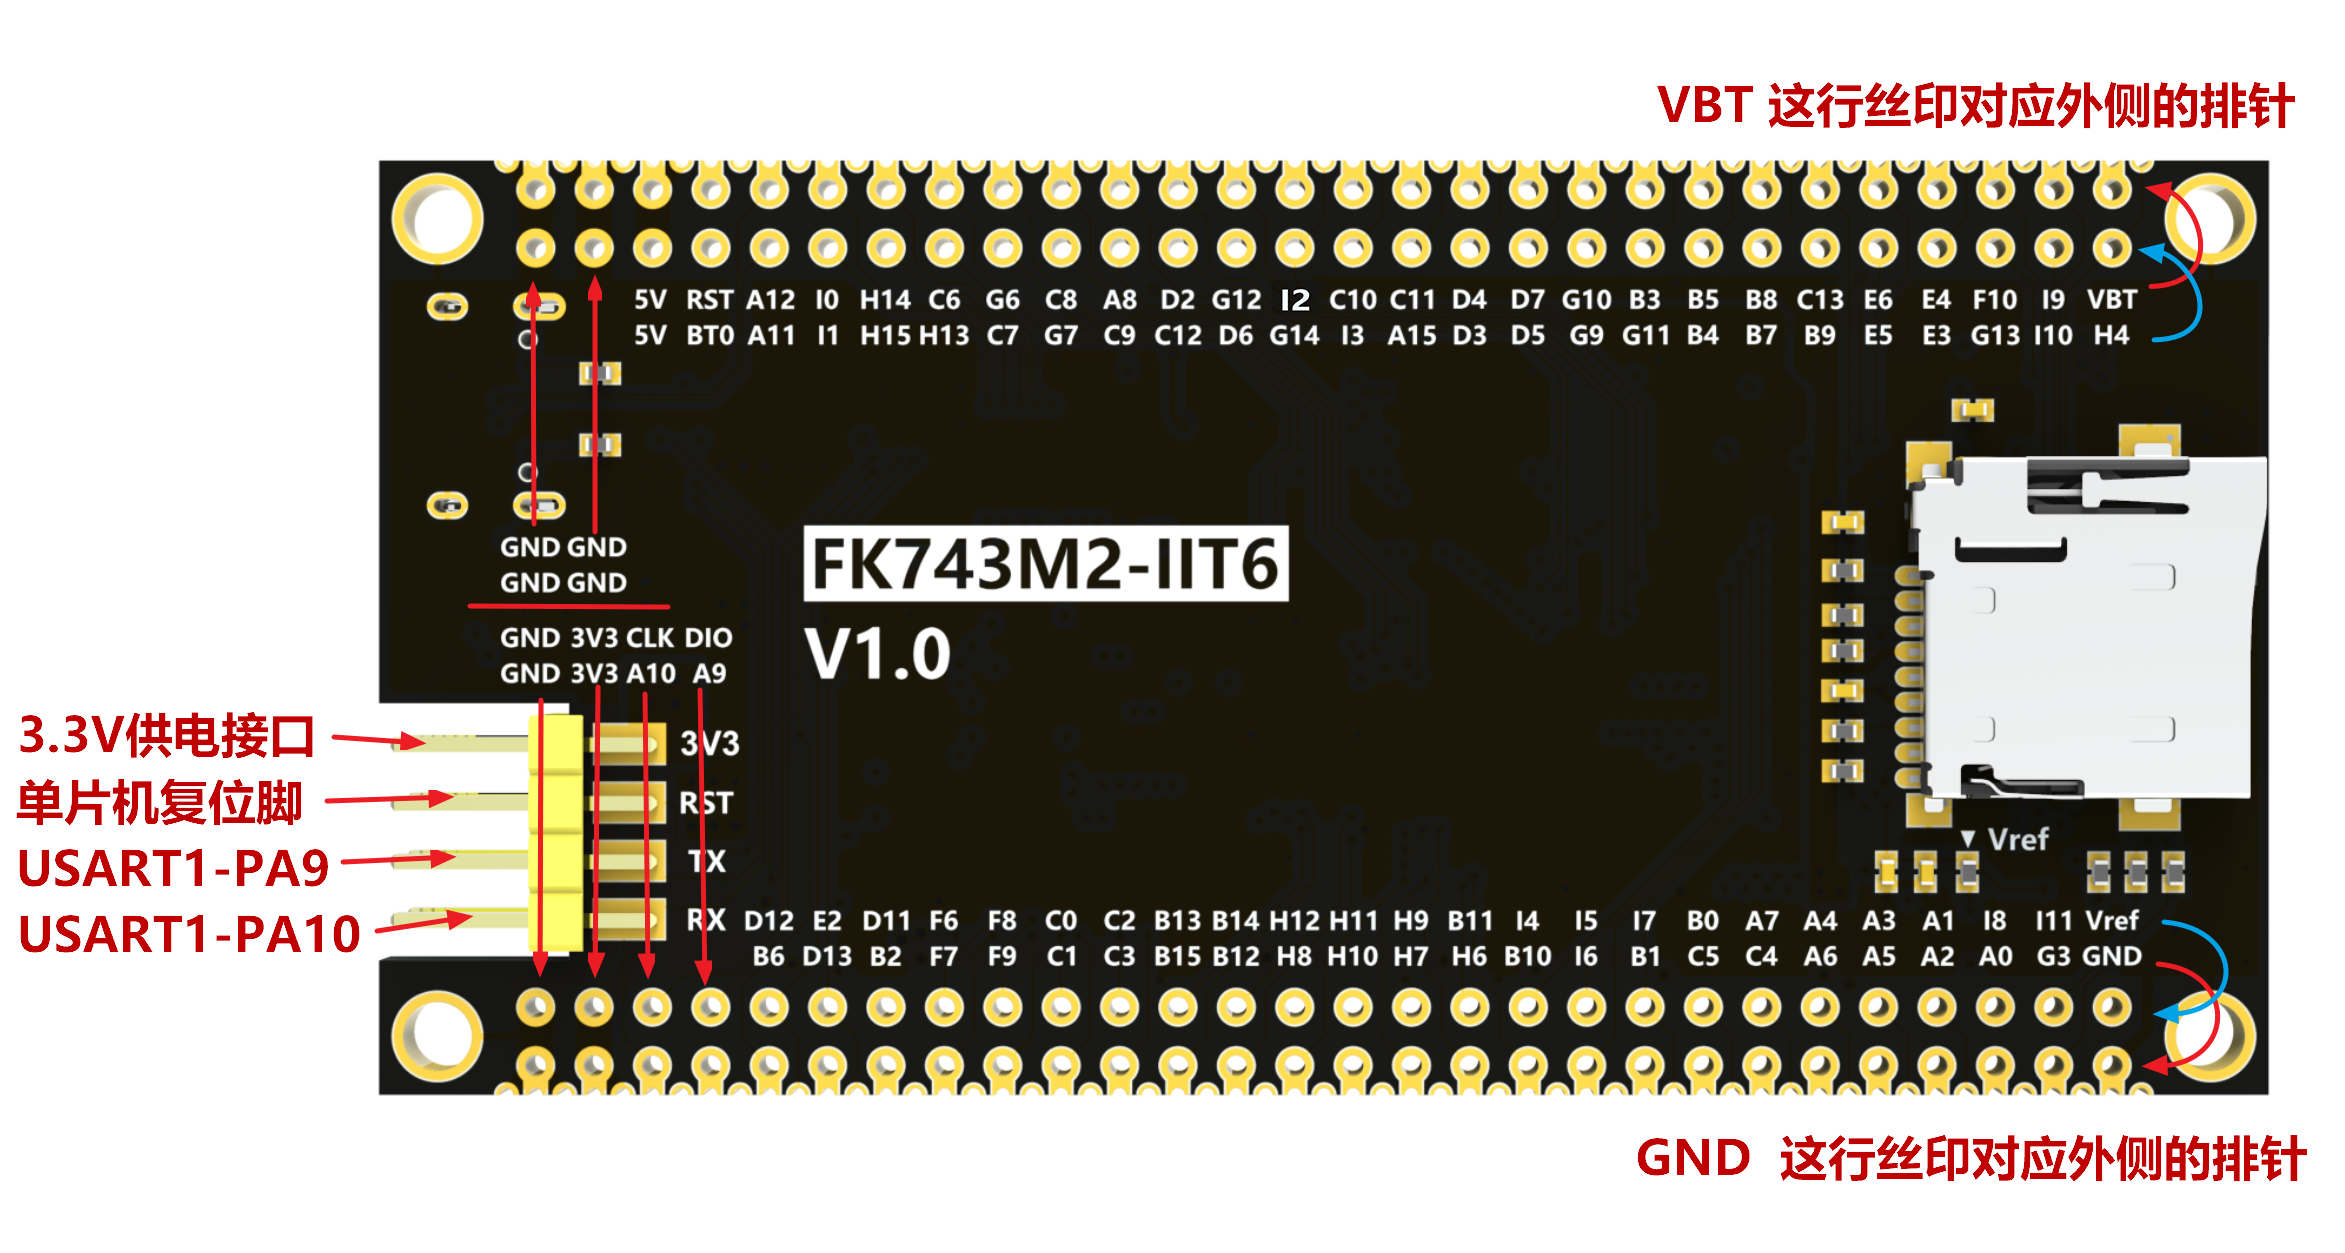 VBT 这行丝印对应外侧的排针
5V RST A12 I0 H14 C6 G6 C8 A8 D2 G12 I2 C10 C11 D4 D7 G10 B3 B5 B8 C13 E6 E4 F10 I9 VBT
5V BT0 A11 I1 H15 H13 C7 G7 C9 C12 D6 G14 I3 A15 D3 D5 G9 G11 B4 B7 B9 E5 E3 G13 I10 H4
GND GND
GND GND
FK743M2-IIT6
V1.0
GND 3V3 CLK DIO
GND 3V3 A10 A9
3.3V供电接口
3V3
单片机复位脚
RST
USART1-PA9
TX
USART1-PA10
RX
▼ Vref
D12 E2 D11 F6 F8 C0 C2 B13 B14 H12 H11 H9 B11 I4 I5 I7 B0 A7 A4 A3 A1 I8 I11 Vref
B6 D13 B2 F7 F9 C1 C3 B15 B12 H8 H10 H7 H6 B10 I6 B1 C5 C4 A6 A5 A2 A0 G3 GND
GND 这行丝印对应外侧的排针